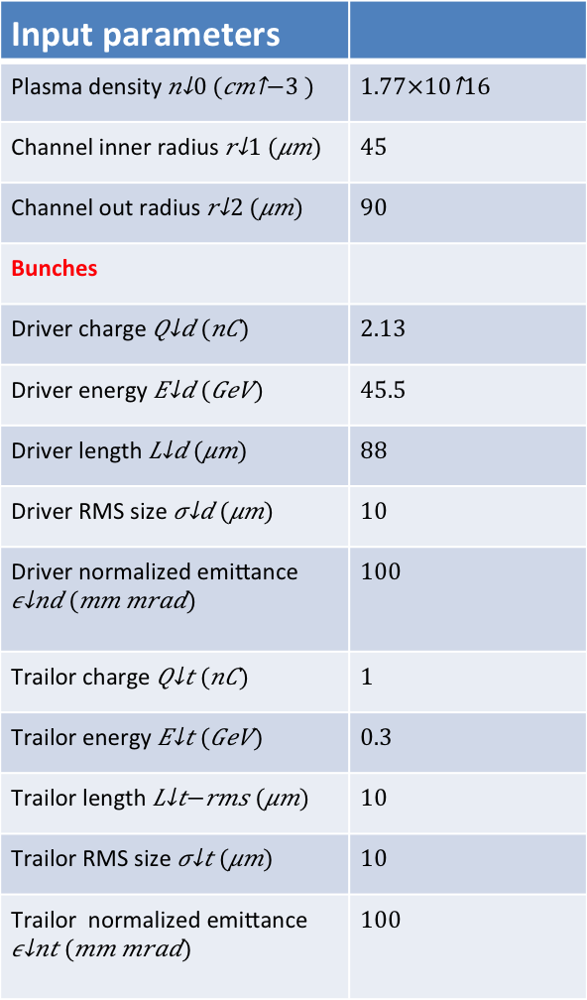 Input parameters
Plasma density n↓0 (cm↑−3 ) 1.77×10↑16
Channel inner radius r↓1 (μm) 45
Channel out radius r↓2 (μm) 90
Bunches
Driver charge Q↓d (nC) 2.13
Driver energy E↓d (GeV) 45.5
Driver length L↓d (μm) 88
Driver RMS size σ↓d (μm) 10
Driver normalized emittance 100
ϵ↓nd (mm mrad)
Trailor charge Q↓t (nC) 1
Trailor energy E↓t (GeV) 0.3
Trailor length L↓t−rms (μm) 10
Trailor RMS size σ↓t (μm) 10
Trailor normalized emittance 100
ϵ↓nt (mm mrad)